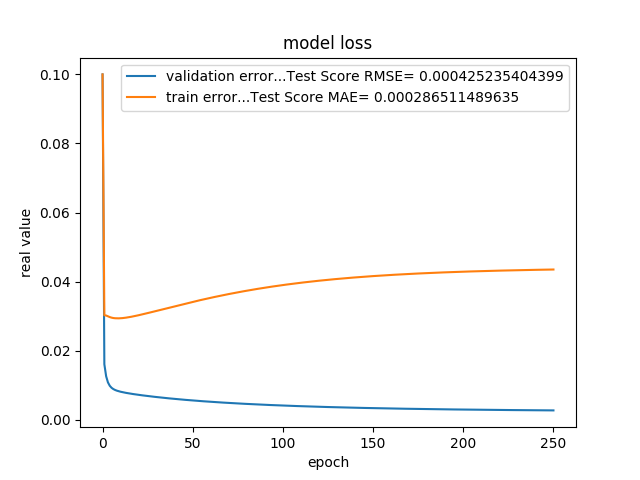 model loss
validation error...Test Score RMSE= 0.000425235404399
train error...Test Score MAE= 0.000286511489635
real value
0.10
0.08
0.06
0.04
0.02
0.00
0 50 100 150 200 250
epoch